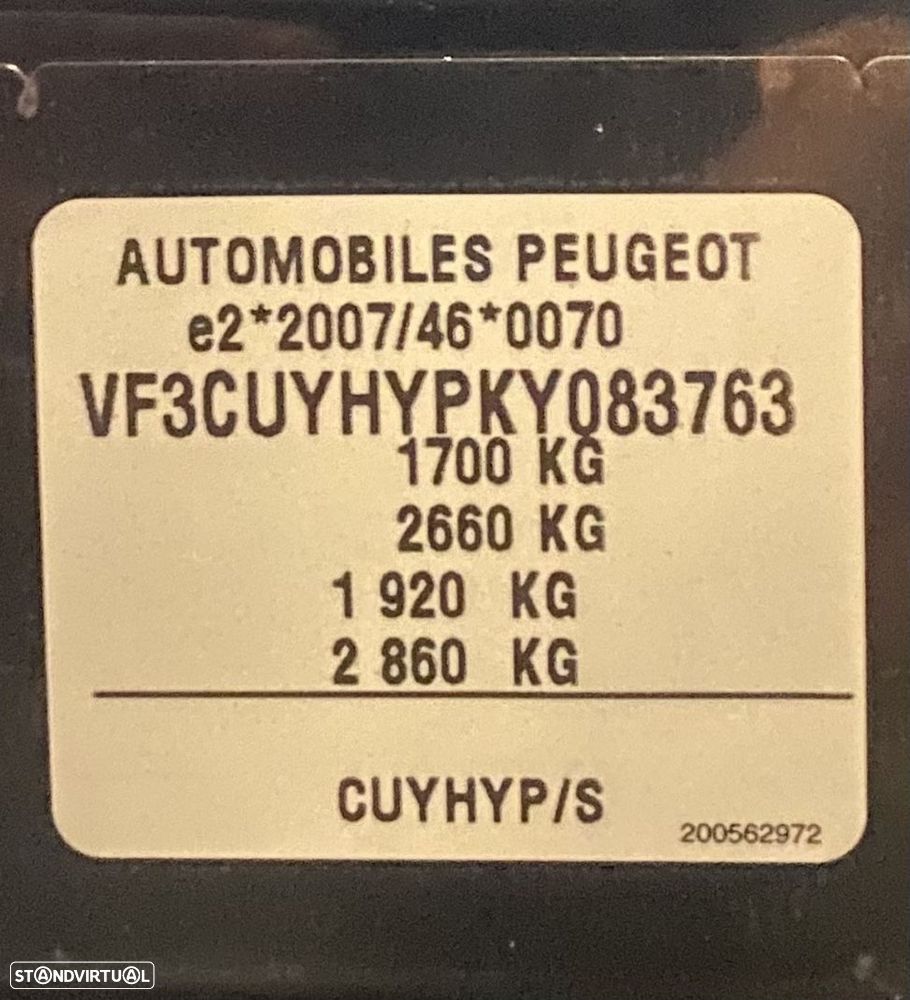 AUTOMOBILES PEUGEOT
e2*2007/46*0070
VF3CUYHYPKY083763
1700 KG
2660 KG
1 920 KG
2 860 KG
CUYHYP/S
200562972
STANDVIRTUAL